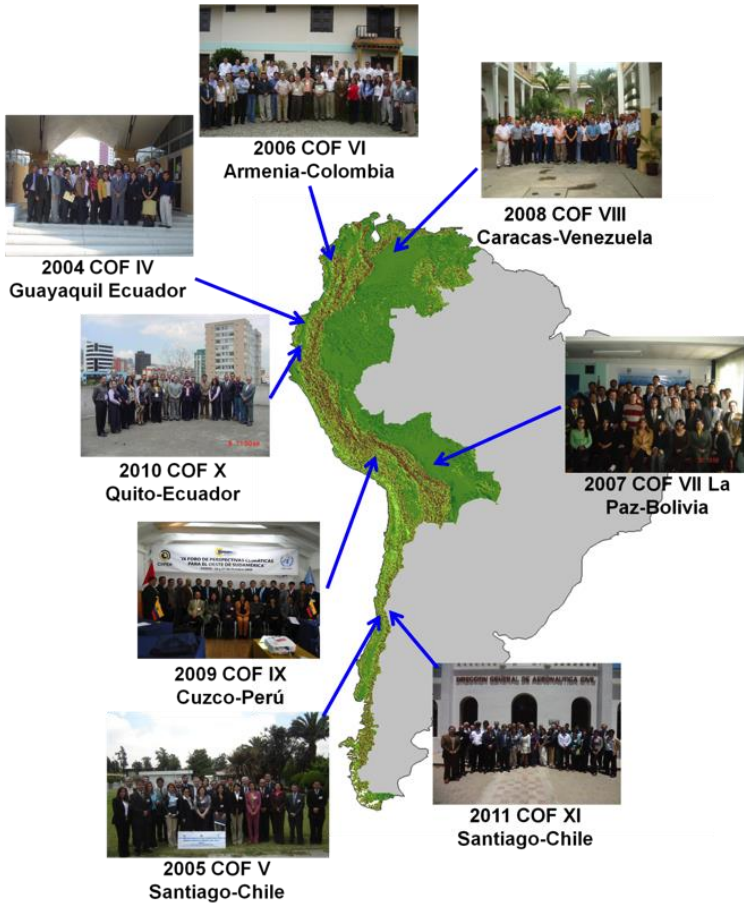 2006 COF VI
Armenia-Colombia
2008 COF VIII
Caracas-Venezuela
2004 COF IV
Guayaquil Ecuador
2010 COF X
Quito-Ecuador
2007 COF VII La
Paz-Bolivia
IX FORO DE PERSPECTIVAS CLIMATICAS
PARA EL OESTE DE SUDAMERICA
2009 COF IX
Cuzco-Perú
DIRECCION GENERAL DE AERONAUTICA CIVIL
2011 COF XI
Santiago-Chile
2005 COF V
Santiago-Chile